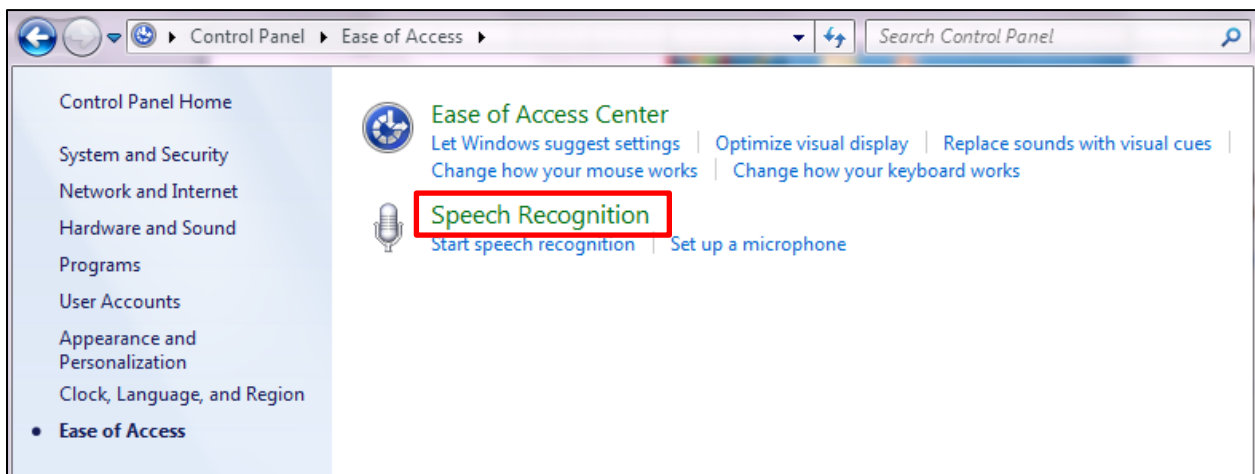 Control Panel ▸ Ease of Access ▸ Search Control Panel
Control Panel Home
System and Security
Network and Internet
Hardware and Sound
Programs
User Accounts
Appearance and
Personalization
Clock, Language, and Region
• Ease of Access
Ease of Access Center
Let Windows suggest settings | Optimize visual display | Replace sounds with visual cues |
Change how your mouse works | Change how your keyboard works
Speech Recognition
Start speech recognition | Set up a microphone